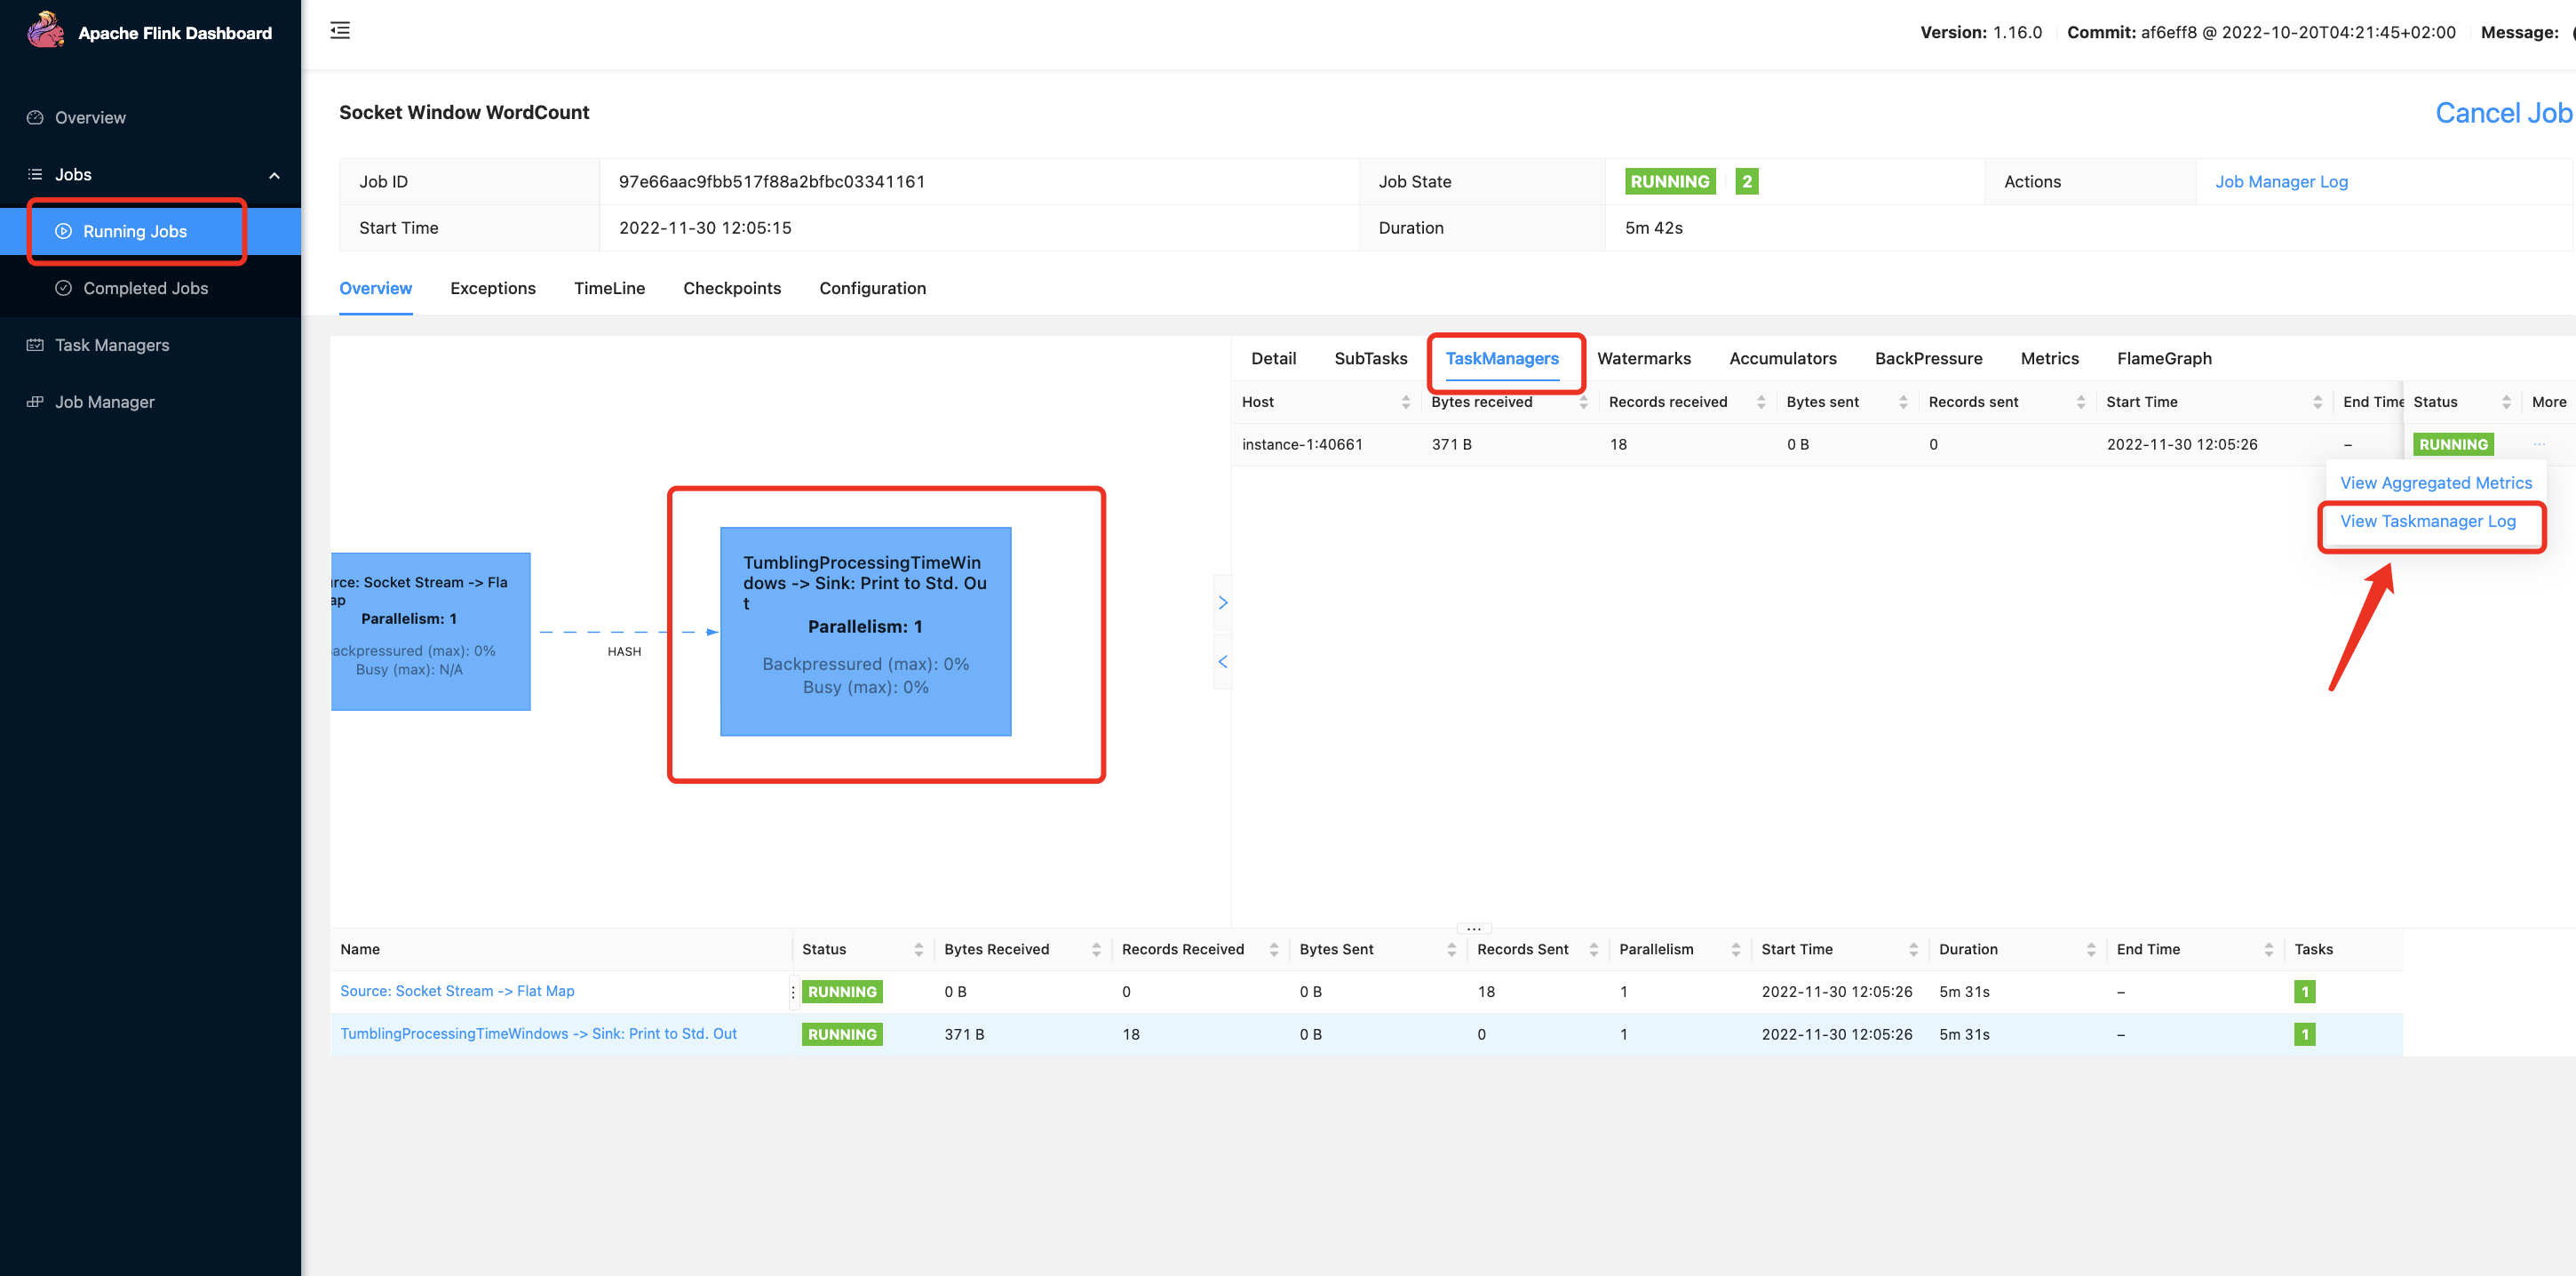 Apache Flink Dashboard
Version: 1.16.0 Commit: af6eff8 @ 2022-10-20T04:21:45+02:00 Message:
Overview
Jobs
Running Jobs
Completed Jobs
Task Managers
Job Manager
Socket Window WordCount
Cancel Job
Job ID 97e66aac9fbb517f88a2bfbc03341161 Job State RUNNING 2 Actions Job Manager Log
Start Time 2022-11-30 12:05:15 Duration 5m 42s
Overview Exceptions TimeLine Checkpoints Configuration
rce: Socket Stream -> Fla
ap
Parallelism: 1
ackpressured (max): 0%
Busy (max): N/A
HASH
TumblingProcessingTimeWin
dows -> Sink: Print to Std. Ou
t
Parallelism: 1
Backpressured (max): 0%
Busy (max): 0%
Detail SubTasks TaskManagers Watermarks Accumulators BackPressure Metrics FlameGraph
Host Bytes received Records received Bytes sent Records sent Start Time End Time Status More
instance-1:40661 371 B 18 0 B 0 2022-11-30 12:05:26 – RUNNING ...
View Aggregated Metrics
View Taskmanager Log
Name Status Bytes Received Records Received Bytes Sent Records Sent Parallelism Start Time Duration End Time Tasks
Source: Socket Stream -> Flat Map RUNNING 0 B 0 0 B 18 1 2022-11-30 12:05:26 5m 31s – 1
TumblingProcessingTimeWindows -> Sink: Print to Std. Out RUNNING 371 B 18 0 B 0 1 2022-11-30 12:05:26 5m 31s – 1